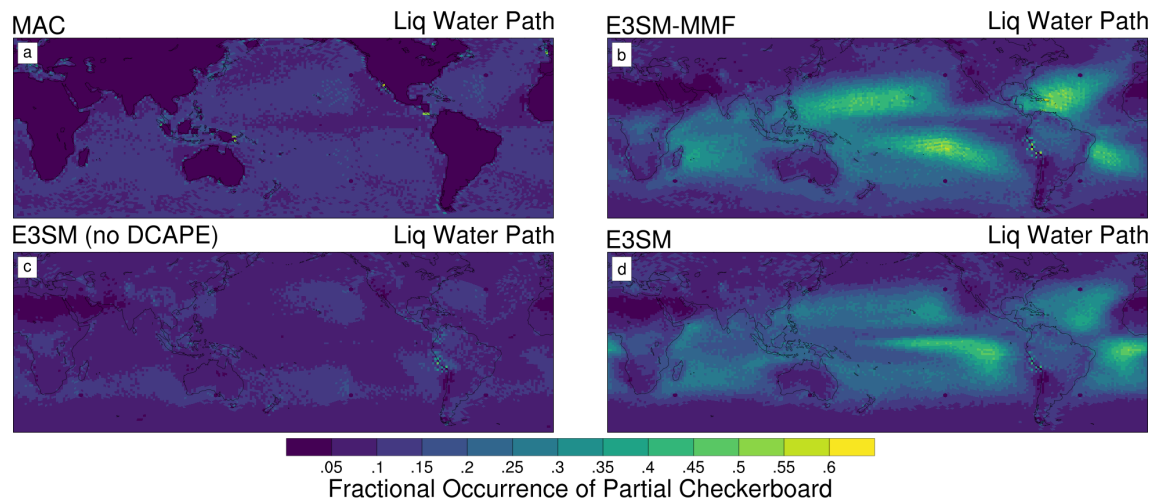 MAC Liq Water Path
a
E3SM-MMF Liq Water Path
b
E3SM (no DCAPE) Liq Water Path
c
E3SM Liq Water Path
d
.05 .1 .15 .2 .25 .3 .35 .4 .45 .5 .55 .6
Fractional Occurrence of Partial Checkerboard